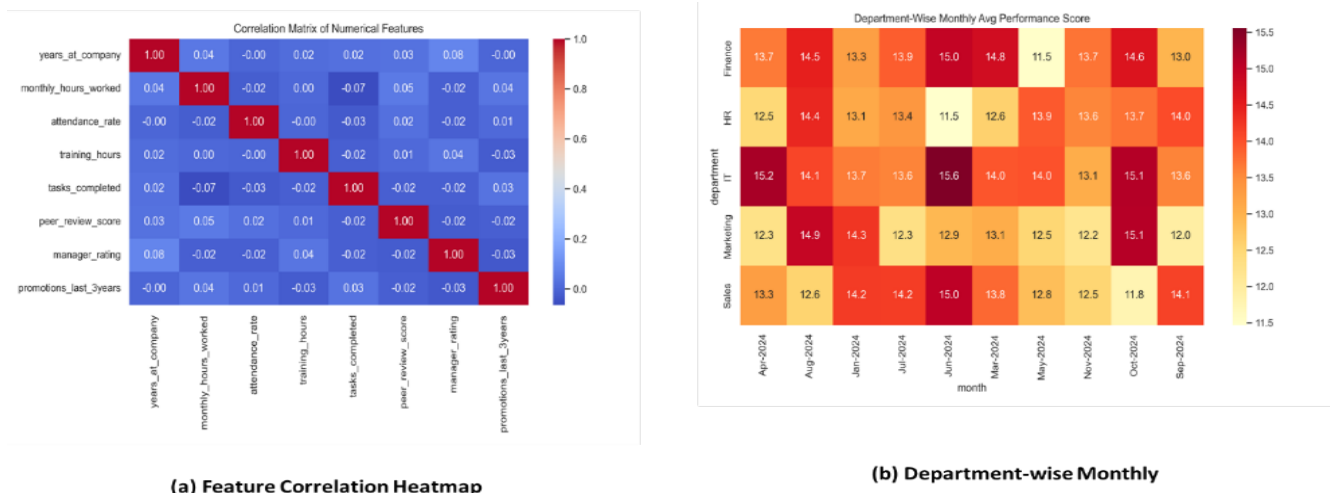 Correlation Matrix of Numerical Features
years_at_company 1.00 0.04 -0.00 0.02 0.02 0.03 0.08 -0.00
monthly_hours_worked 0.04 1.00 -0.02 0.00 -0.07 0.05 -0.02 0.04
attendance_rate -0.00 -0.02 1.00 -0.00 -0.03 0.02 -0.02 0.01
training_hours 0.02 0.00 -0.00 1.00 -0.02 0.01 0.04 -0.03
tasks_completed 0.02 -0.07 -0.03 -0.02 1.00 -0.02 -0.02 0.03
peer_review_score 0.03 0.05 0.02 0.01 -0.02 1.00 -0.02 -0.02
manager_rating 0.08 -0.02 -0.02 0.04 -0.02 -0.02 1.00 -0.03
promotions_last_3years -0.00 0.04 0.01 -0.03 0.03 -0.02 -0.03 1.00
years_at_company
monthly_hours_worked
attendance_rate
training_hours
tasks_completed
peer_review_score
manager_rating
promotions_last_3years
1.0
0.8
0.6
0.4
0.2
0.0
(a) Feature Correlation Heatmap
Department-Wise Monthly Avg Performance Score
department
Finance 13.7 14.5 13.3 13.9 15.0 14.8 11.5 13.7 14.6 13.0
HR 12.5 14.4 13.1 13.4 11.5 12.6 13.9 13.6 13.7 14.0
IT 15.2 14.1 13.7 13.6 15.6 14.0 14.0 13.1 15.1 13.6
Marketing 12.3 14.9 14.3 12.3 12.9 13.1 12.5 12.2 15.1 12.0
Sales 13.3 12.6 14.2 14.2 15.0 13.8 12.8 12.5 11.8 14.1
Apr-2024
Aug-2024
Jan-2024
Jul-2024
Jun-2024
Mar-2024
May-2024
Nov-2024
Oct-2024
Sep-2024
month
15.5
15.0
14.5
14.0
13.5
13.0
12.5
12.0
11.5
(b) Department-wise Monthly